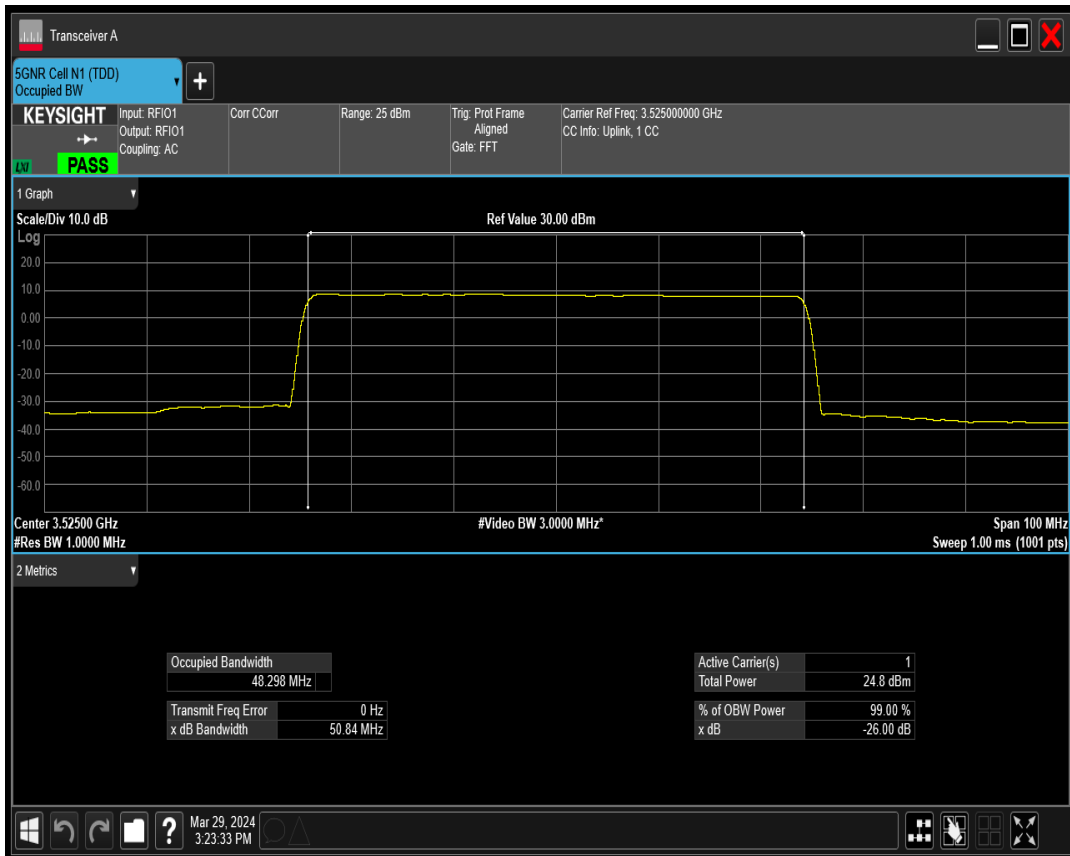 Transceiver A
5GNR Cell N1 (TDD)
Occupied BW
+
KEYSIGHT
LXI
PASS
Input: RFIO1
Output: RFIO1
Coupling: AC
Corr CCorr
Range: 25 dBm
Trig: Prot Frame
Aligned
Gate: FFT
Carrier Ref Freq: 3.525000000 GHz
CC Info: Uplink, 1 CC
1 Graph
Scale/Div 10.0 dB
Ref Value 30.00 dBm
Log
20.0
10.0
0.00
-10.0
-20.0
-30.0
-40.0
-50.0
-60.0
Center 3.52500 GHz
#Video BW 3.0000 MHz*
Span 100 MHz
#Res BW 1.0000 MHz
Sweep 1.00 ms (1001 pts)
2 Metrics
Occupied Bandwidth
48.298 MHz
Transmit Freq Error 0 Hz
x dB Bandwidth 50.84 MHz
Active Carrier(s) 1
Total Power 24.8 dBm
% of OBW Power 99.00 %
x dB -26.00 dB
?
Mar 29, 2024
3:23:33 PM